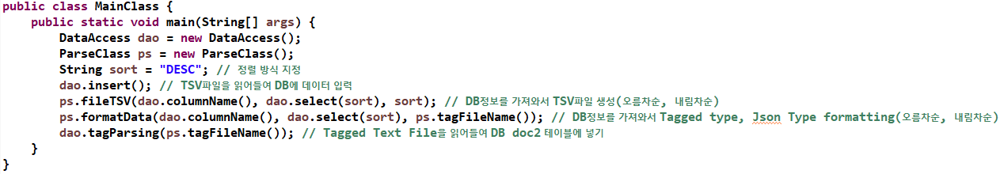 public class MainClass {
    public static void main(String[] args) {
        DataAccess dao = new DataAccess();
        ParseClass ps = new ParseClass();
        String sort = "DESC"; // 정렬 방식 지정
        dao.insert(); // TSV파일을 읽어들여 DB에 데이터 입력
        ps.fileTSV(dao.columnName(), dao.select(sort), sort); // DB정보를 가져와서 TSV파일 생성(오름차순, 내림차순)
        ps.formatData(dao.columnName(), dao.select(sort), ps.tagFileName()); // DB정보를 가져와서 Tagged type, Json Type formatting(오름차순, 내림차순)
        dao.tagParsing(ps.tagFileName()); // Tagged Text File을 읽어들여 DB doc2 테이블에 넣기
    }
}